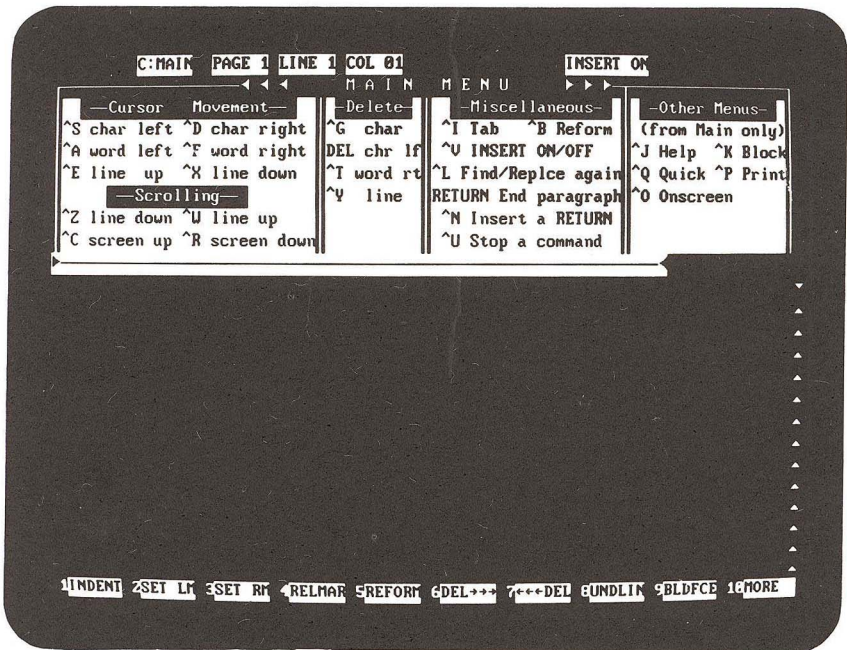 C:MAIN PAGE 1 LINE 1 COL 01 INSERT ON
MAIN MENU
Cursor Movement Delete Miscellaneous Other Menus
^S char left ^D char right ^G char ^I Tab ^B Reform (from Main only)
^A word left ^F word right DEL chr lf ^V INSERT ON/OFF ^J Help ^K Block
^E line up ^X line down ^T word rt ^L Find/Replce again ^Q Quick ^P Print
Scrolling ^Y line RETURN End paragraph ^O Onscreen
^Z line down ^W line up ^N Insert a RETURN
^C screen up ^R screen down ^U Stop a command
1INDENT 2SET LM 3SET RM 4RELMAR 5REFORM 6DEL→→→ 7←←←DEL 8UNDLIN 9BLDFCE 10MORE